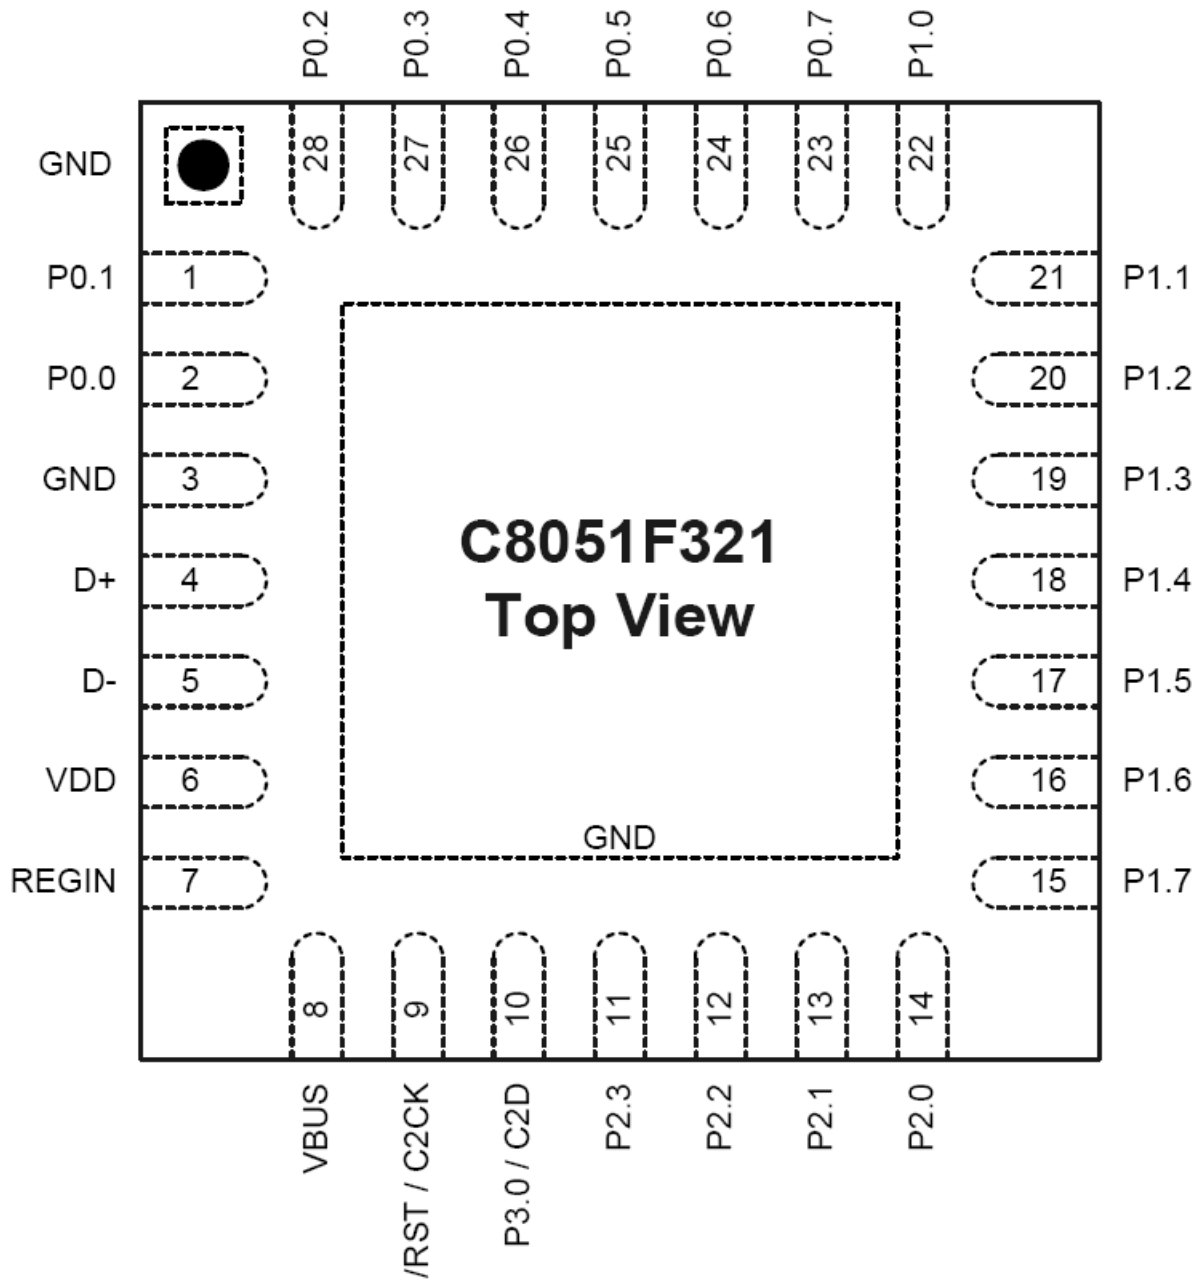 P0.2
P0.3
P0.4
P0.5
P0.6
P0.7
P1.0
28
27
26
25
24
23
22
GND
P0.1
1
21
P1.1
P0.0
2
20
P1.2
GND
3
19
P1.3
C8051F321
Top View
D+
4
18
P1.4
D-
5
17
P1.5
VDD
6
16
P1.6
GND
REGIN
7
15
P1.7
8
9
10
11
12
13
14
VBUS
/RST / C2CK
P3.0 / C2D
P2.3
P2.2
P2.1
P2.0